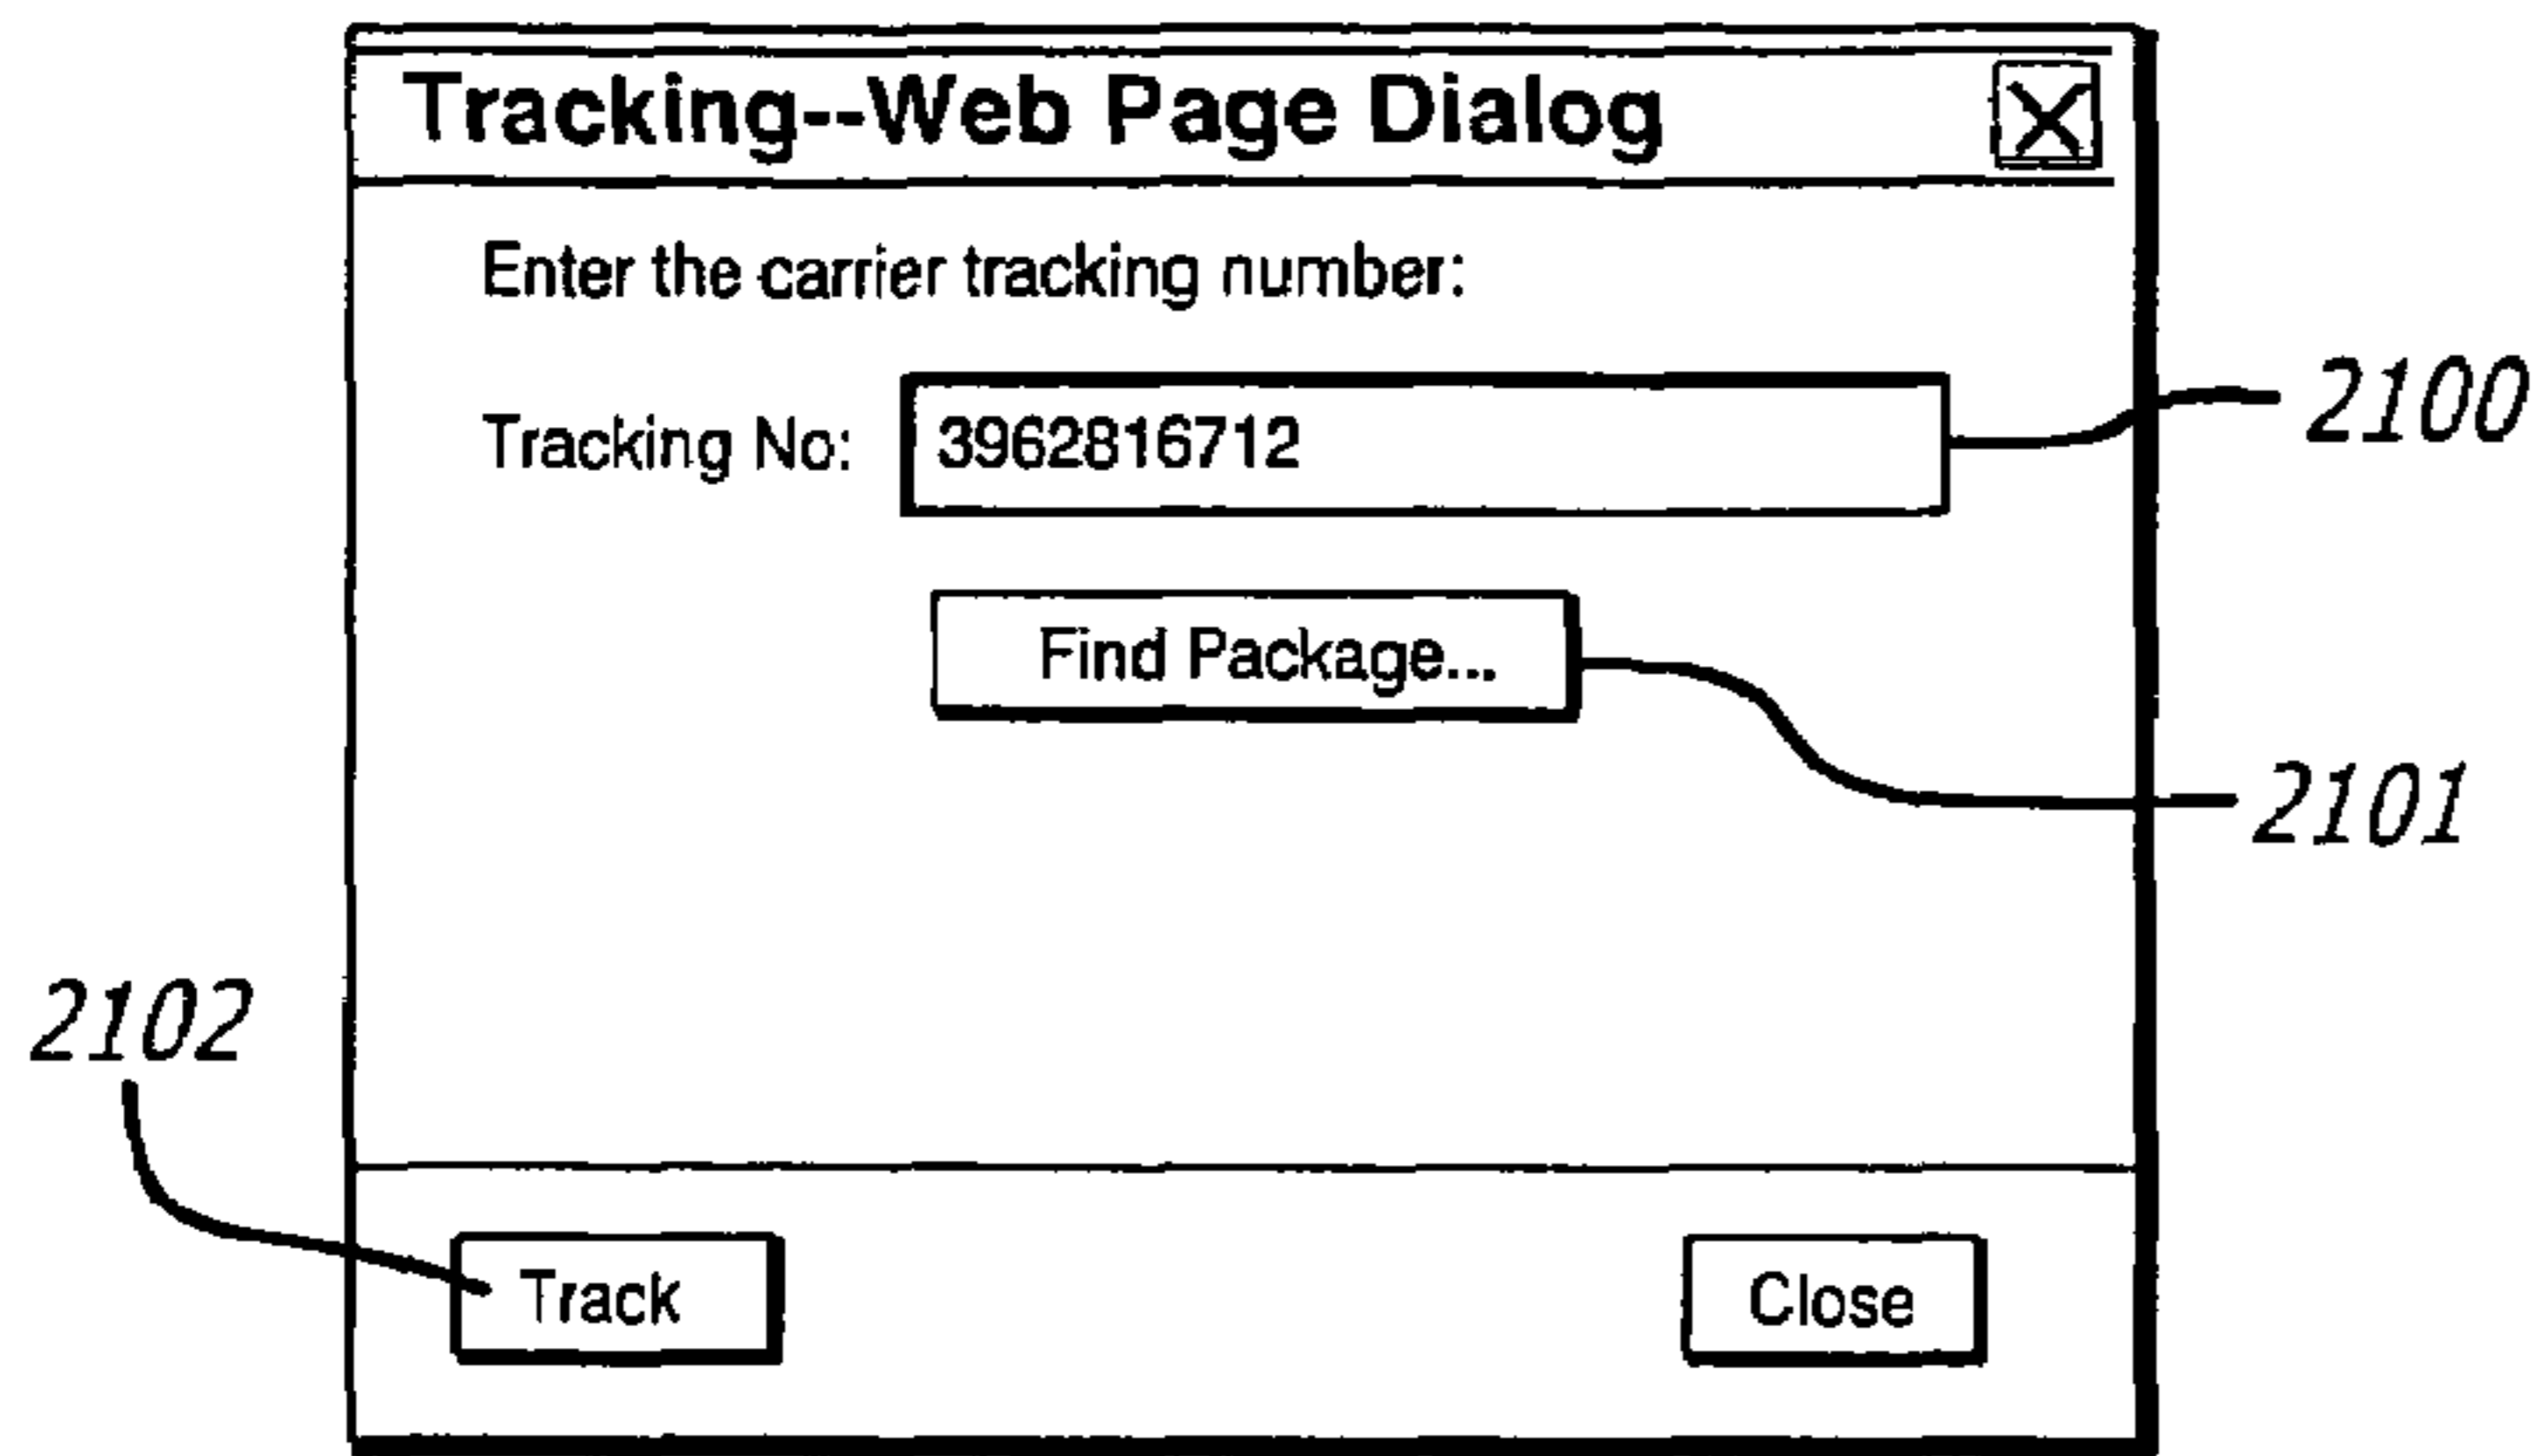 Tracking--Web Page Dialog
Enter the carrier tracking number:
Tracking No: 3962816712
2100
Find Package...
2101
2102
Track
Close